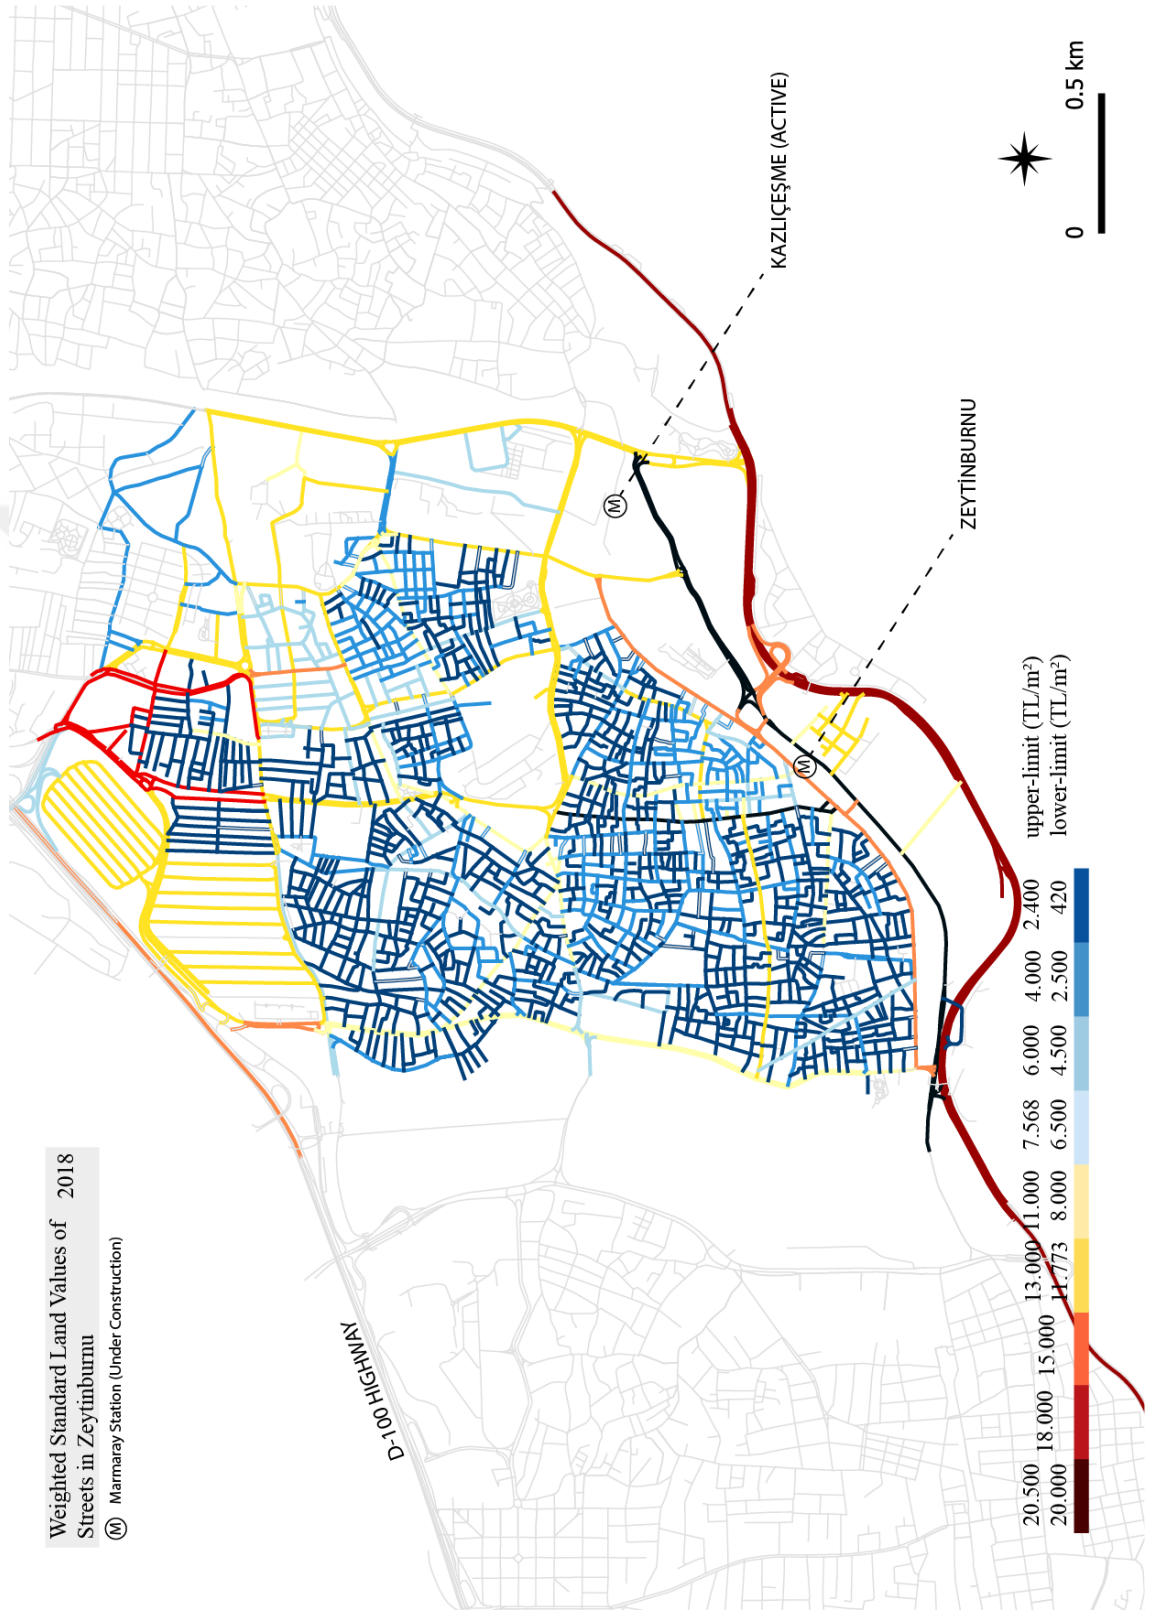 Weighted Standard Land Values of 2018
Streets in Zeytinburnu
M Marmaray Station (Under Construction)
D-100 HIGHWAY
KAZLIÇEŞME (ACTIVE)
ZEYTİNBURNU
M
M
0 0.5 km
20.500 18.000 15.000 13.000 11.000 7.568 6.000 4.000 2.400 upper-limit (TL/m²)
20.000 11.773 8.000 6.500 4.500 2.500 420 lower-limit (TL/m²)